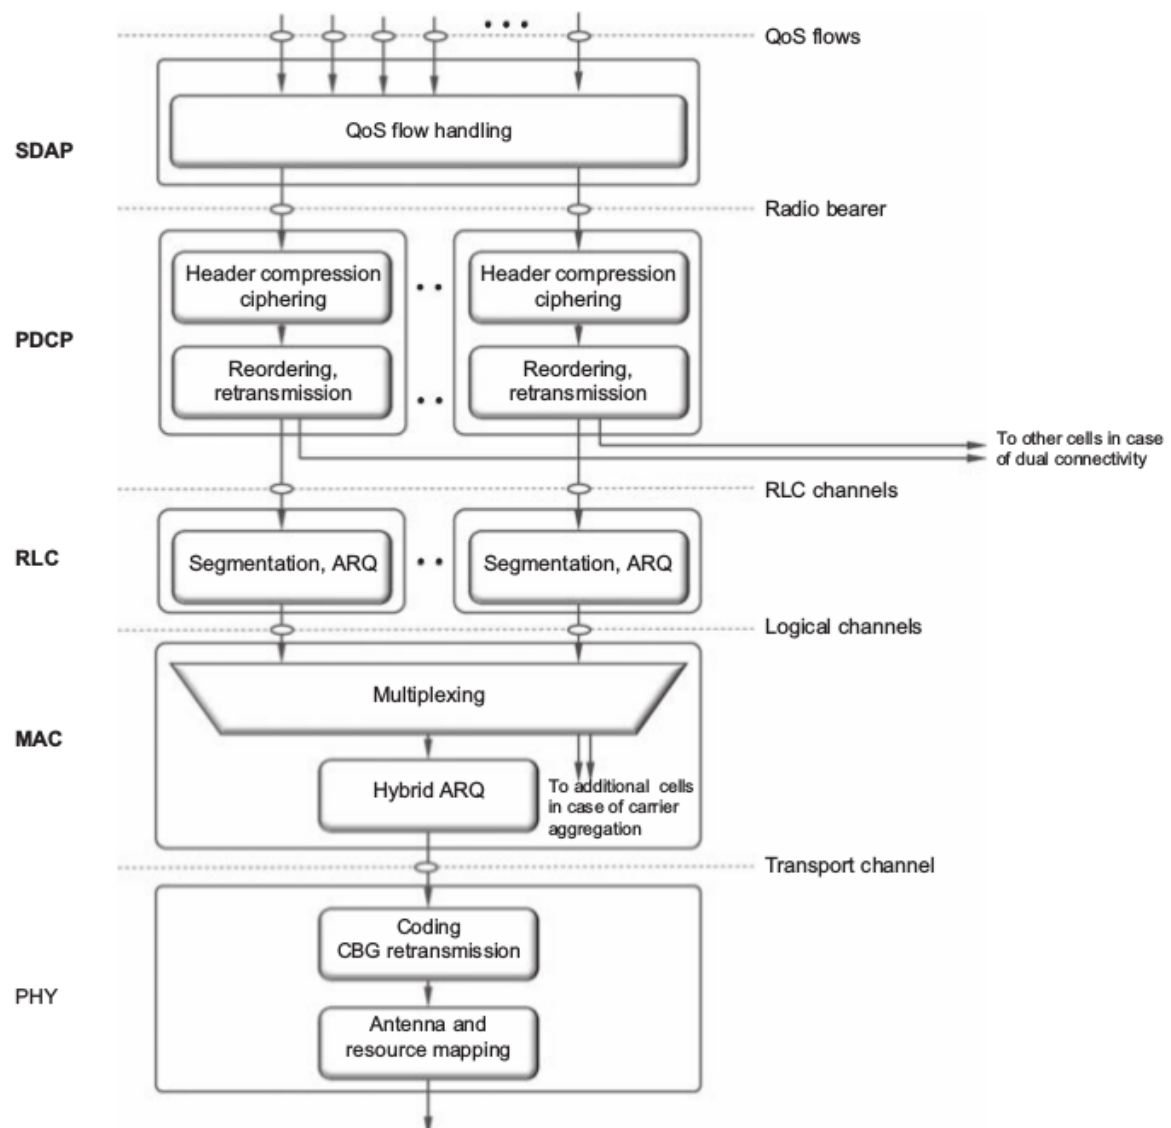 QoS flows
QoS flow handling
SDAP
Radio bearer
Header compression
ciphering
Header compression
ciphering
PDCP
Reordering,
retransmission
Reordering,
retransmission
To other cells in case
of dual connectivity
RLC channels
RLC
Segmentation, ARQ
Segmentation, ARQ
Logical channels
Multiplexing
MAC
Hybrid ARQ
To additional cells
in case of carrier
aggregation
Transport channel
Coding
CBG retransmission
PHY
Antenna and
resource mapping